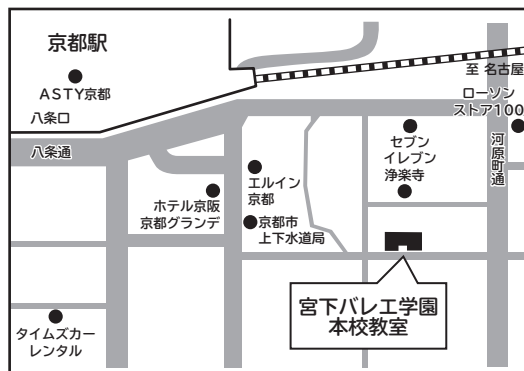 京都駅
ASTY京都
八条口
八条通
至 名古屋
ローソン
ストア100
セブン
イレブン
浄楽寺
河原町通
エルイン
京都
ホテル京阪
京都グランデ
京都市
上下水道局
宮下バレエ学園
本校教室
タイムズカー
レンタル